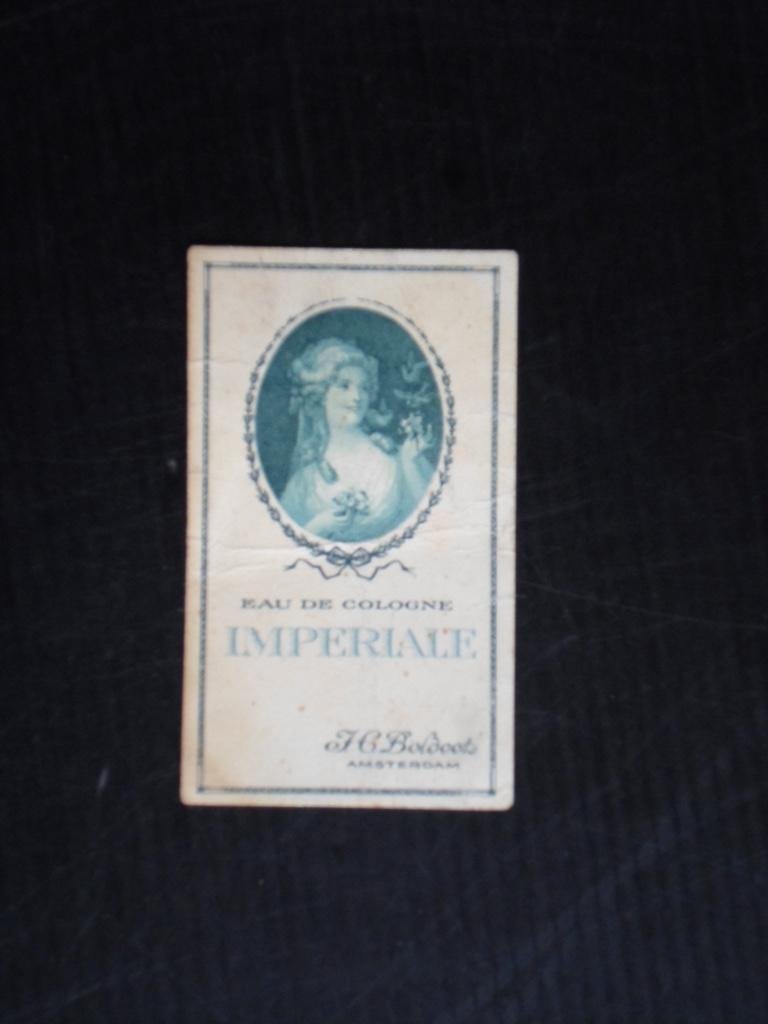 EAU DE COLOGNE
IMPERIALE
J.C. Boldoot
AMSTERDAM